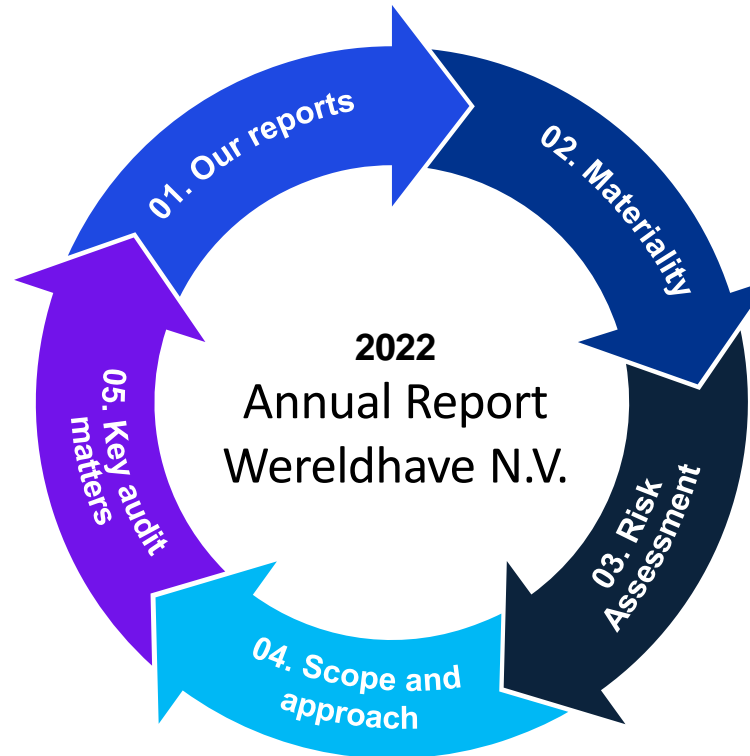 01. Our reports
02. Materiality
03. Risk
Assessment
04. Scope and
approach
05. Key audit
matters
2022
Annual Report
Wereldhave N.V.